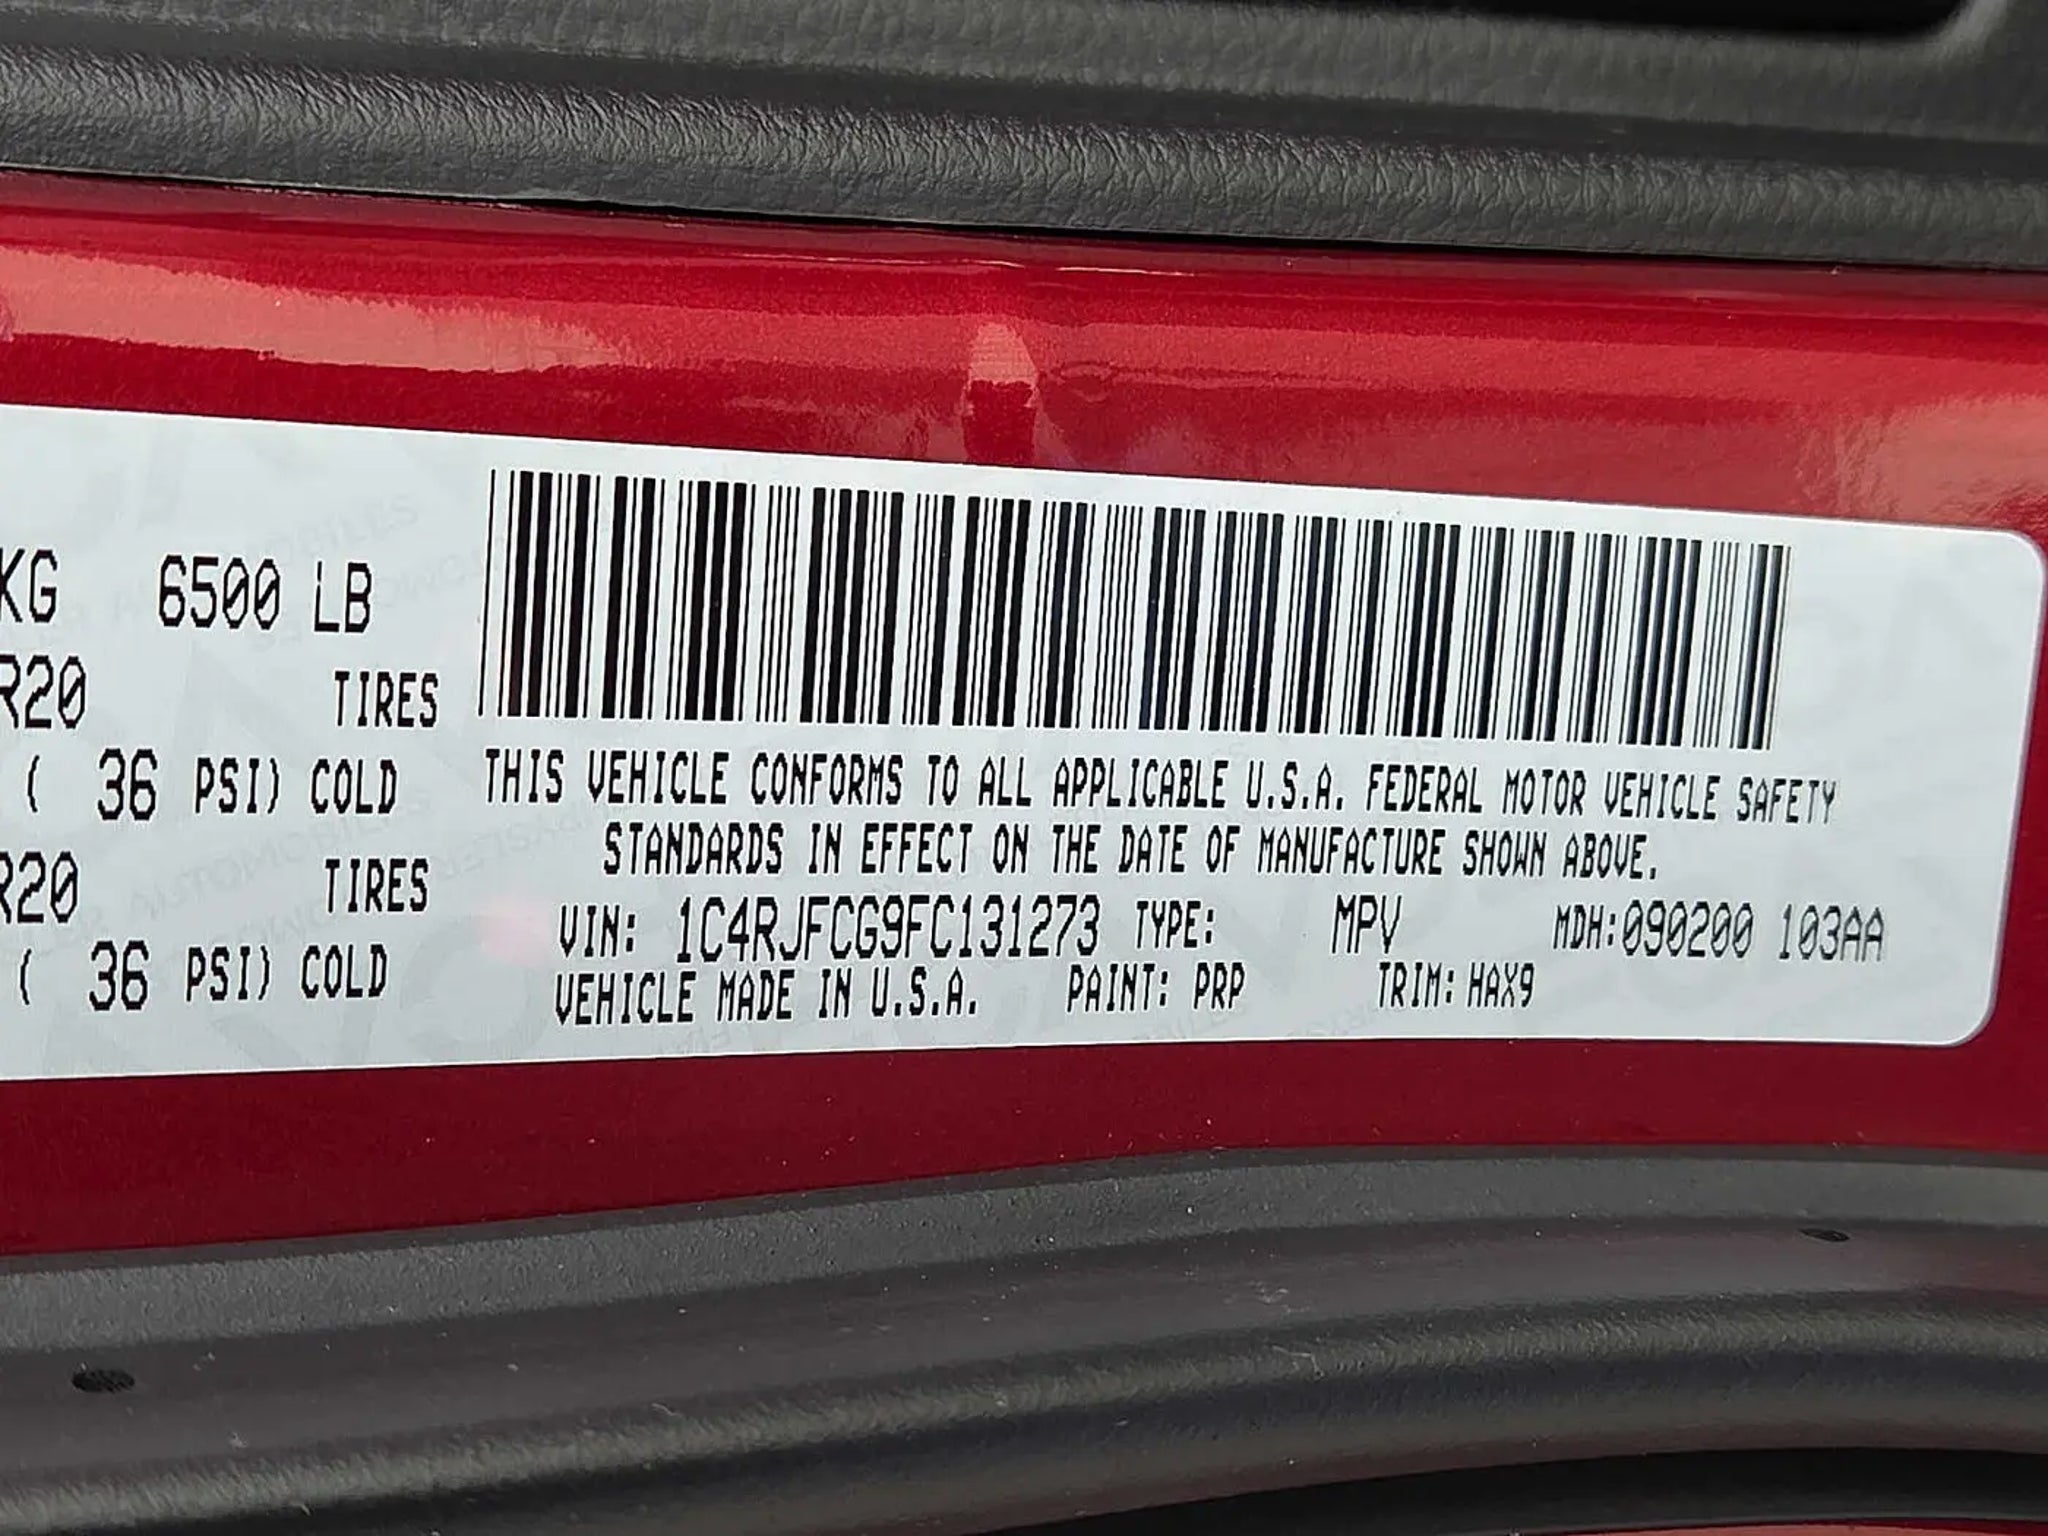 KG 6500 LB
R20 TIRES
( 36 PSI) COLD
R20 TIRES
( 36 PSI) COLD
THIS VEHICLE CONFORMS TO ALL APPLICABLE U.S.A. FEDERAL MOTOR VEHICLE SAFETY
STANDARDS IN EFFECT ON THE DATE OF MANUFACTURE SHOWN ABOVE.
VIN: 1C4RJFCG9FC131273 TYPE: MPV MDH:090200 103AA
VEHICLE MADE IN U.S.A. PAINT: PRP TRIM: HAX9